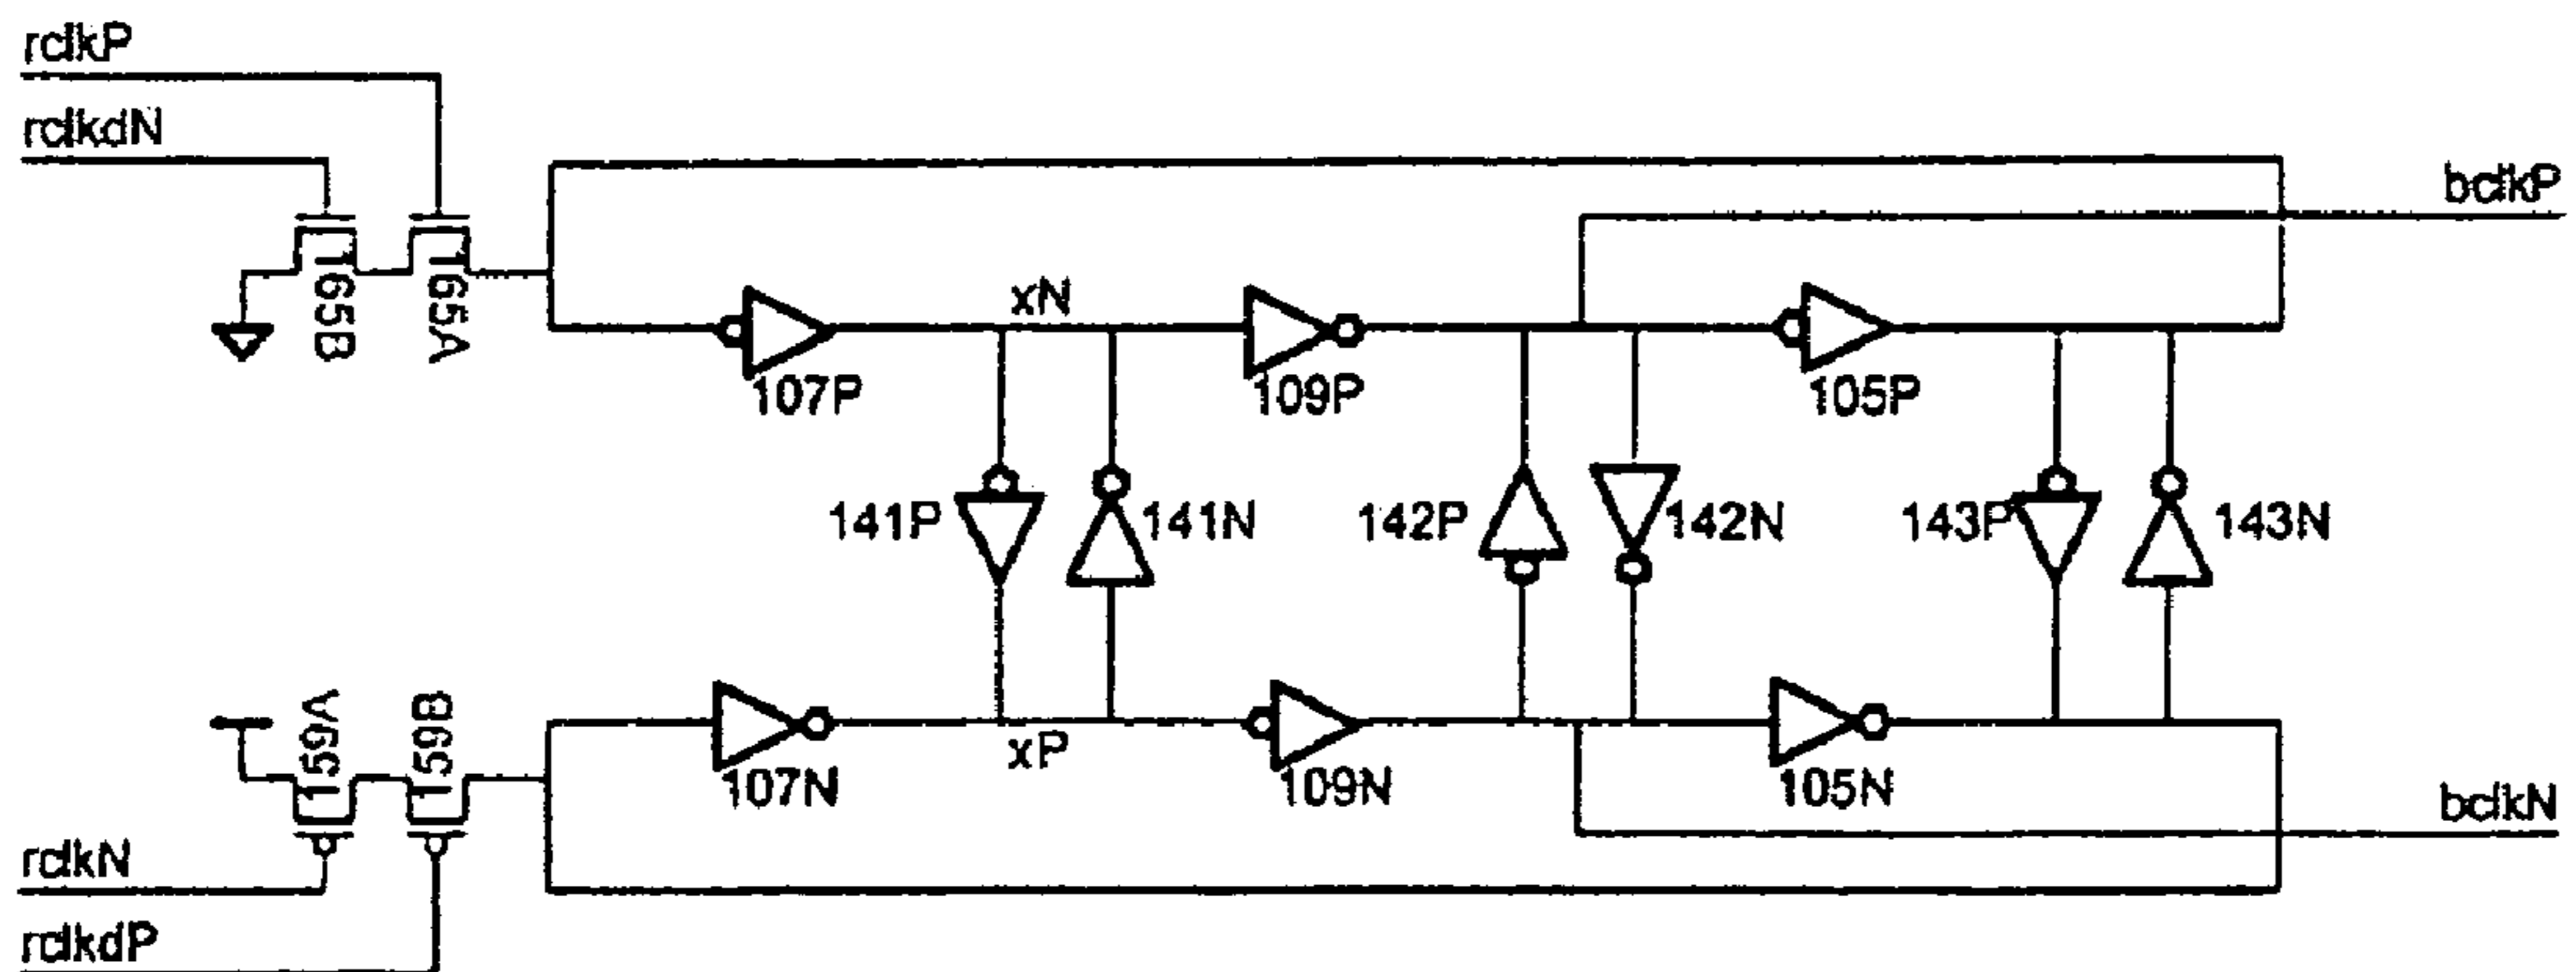 rclkP
rclkdN
bclkP
165B
165A
xN
107P
109P
105P
141P
141N
142P
142N
143P
143N
159A
159B
xP
107N
109N
105N
bclkN
rclkN
rclkdP